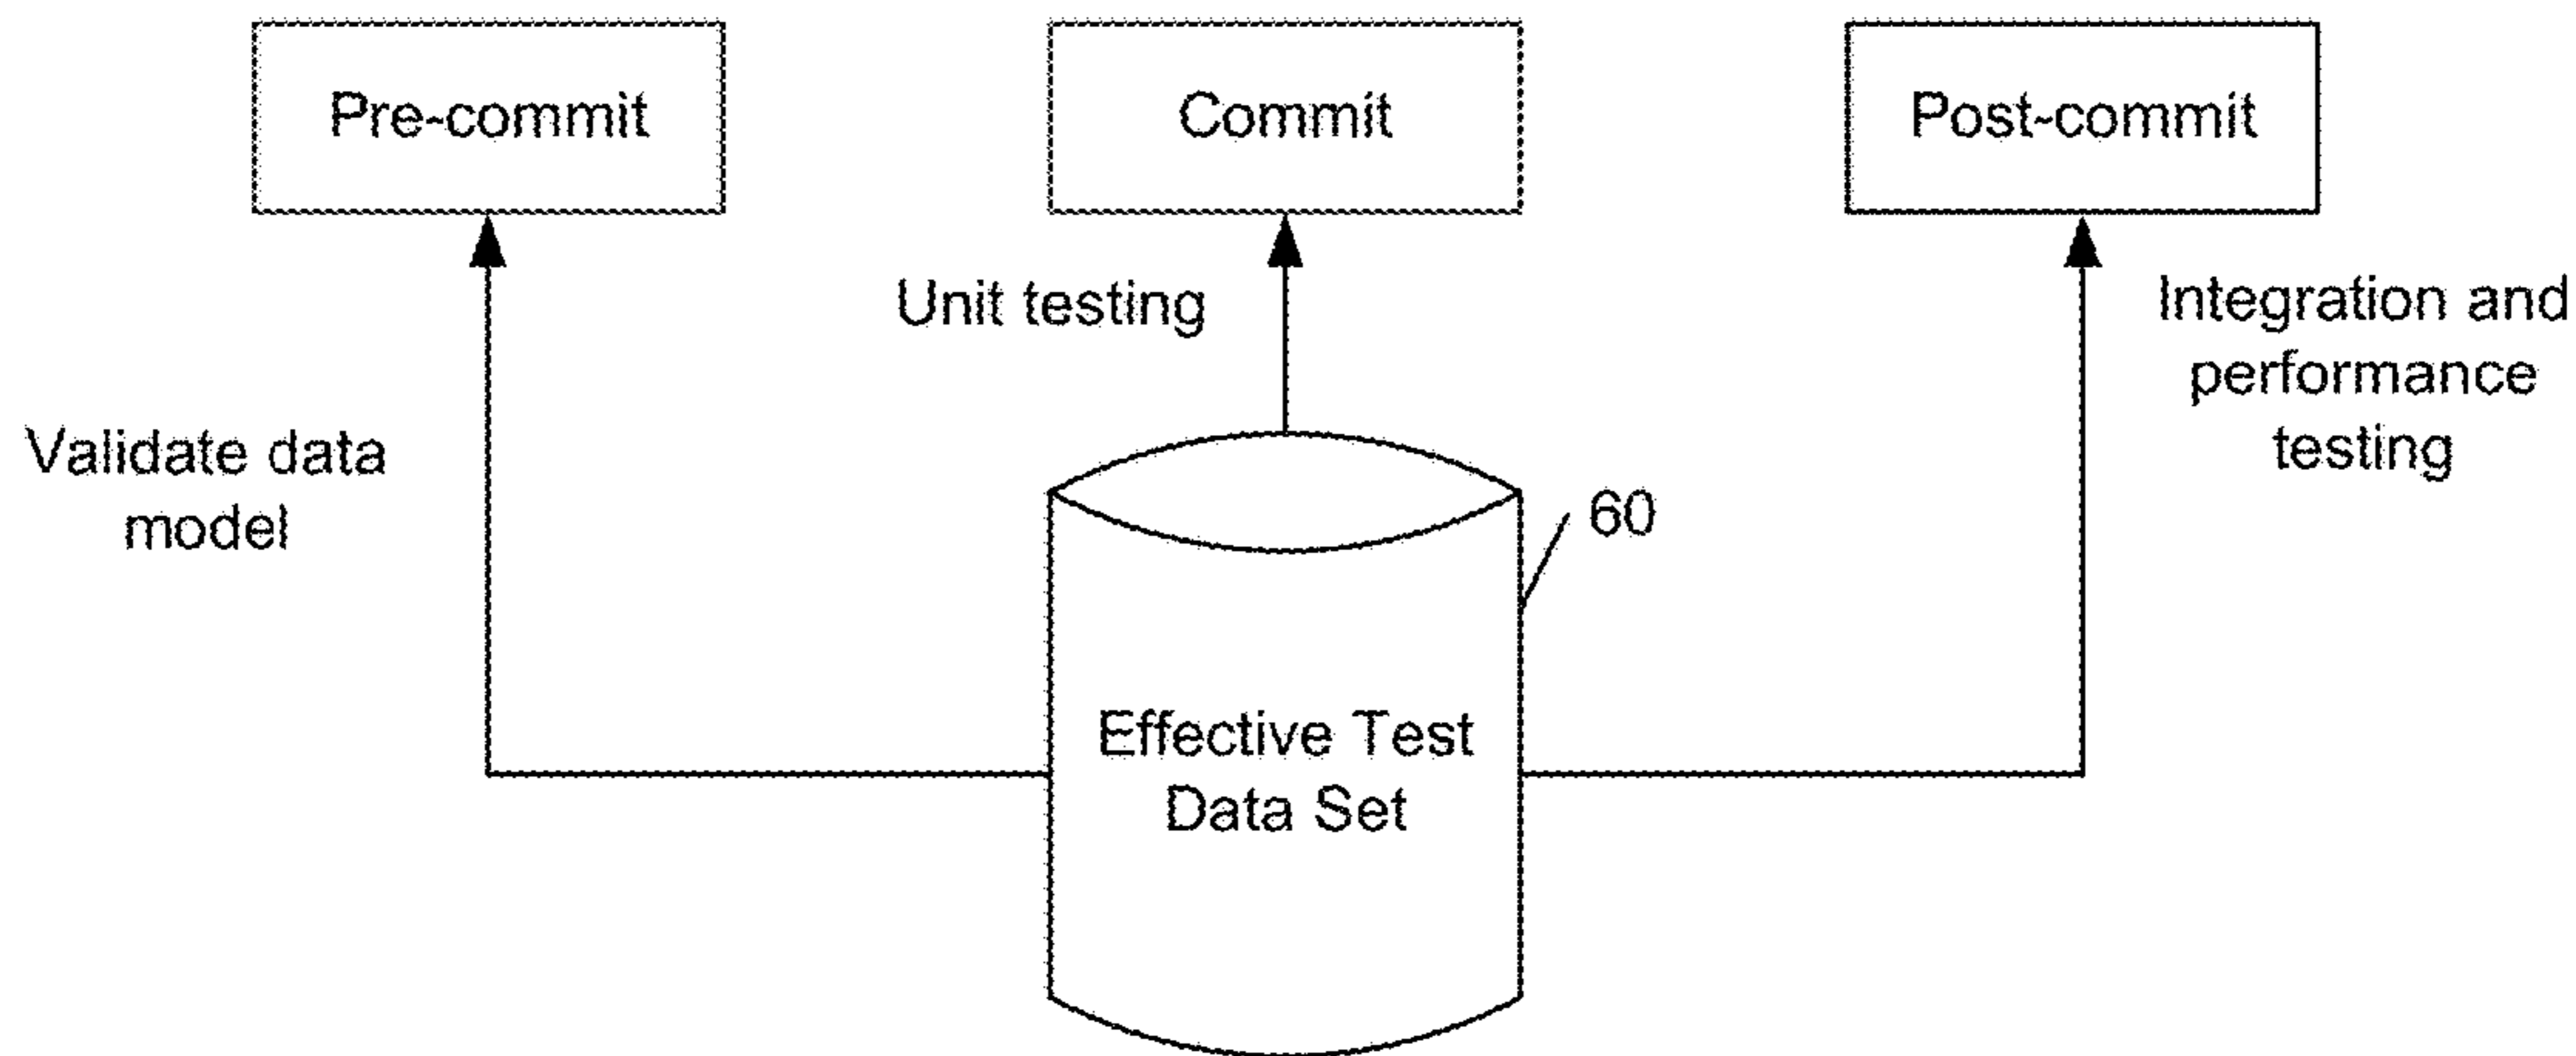 Pre-commit
Commit
Post-commit
Unit testing
Integration and
performance
testing
Validate data
model
60
Effective Test
Data Set